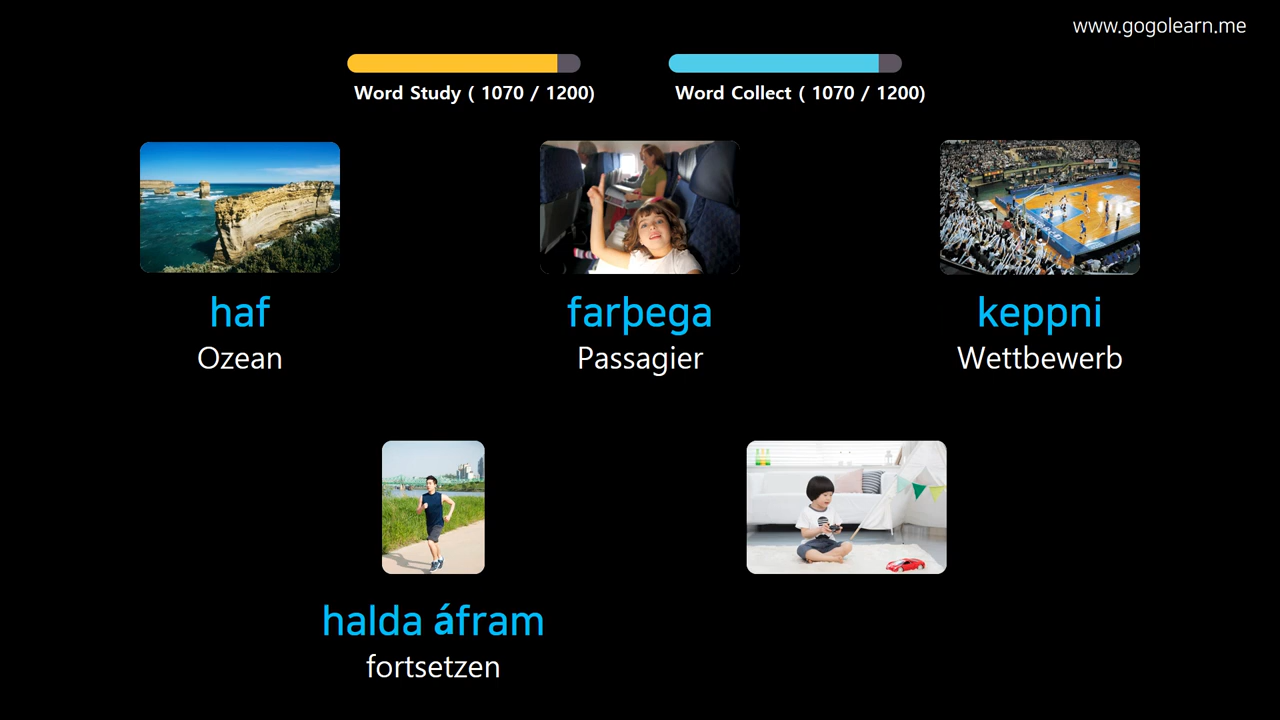 www.gogolearn.me
Word Study ( 1070 / 1200)
Word Collect ( 1070 / 1200)
haf
Ozean
farþega
Passagier
keppni
Wettbewerb
halda áfram
fortsetzen